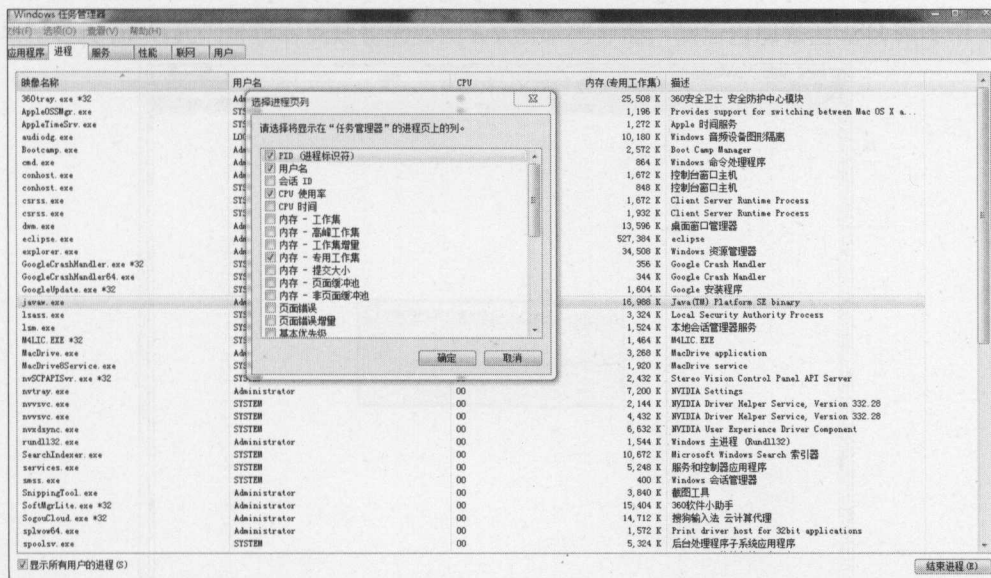 Windows 任务管理器
文件(F) 选项(O) 查看(V) 帮助(H)
应用程序 进程 服务 性能 联网 用户
映像名称 用户名 CPU 内存(专用工作集) 描述
360tray.exe *32 25,508 K 360安全卫士 安全防护中心模块
AppleOSSMgr.exe 1,196 K Provides support for switching between Mac OS X a...
AppleTimeSrv.exe 1,272 K Apple 时间服务
audiodg.exe 10,180 K Windows 音频设备图形隔离
Bootcamp.exe 2,572 K Boot Camp Manager
cmd.exe 864 K Windows 命令处理程序
conhost.exe 1,672 K 控制台窗口主机
conhost.exe 848 K 控制台窗口主机
csrss.exe 1,672 K Client Server Runtime Process
csrss.exe 1,932 K Client Server Runtime Process
dwm.exe 13,596 K 桌面窗口管理器
eclipse.exe 527,384 K eclipse
explorer.exe 34,508 K Windows 资源管理器
GoogleCrashHandler.exe *32 356 K Google Crash Handler
GoogleCrashHandler64.exe 344 K Google Crash Handler
GoogleUpdate.exe *32 1,604 K Google 安装程序
javaw.exe 16,988 K Java(TM) Platform SE binary
lsass.exe 3,324 K Local Security Authority Process
lsm.exe 1,524 K 本地会话管理器服务
M4LIC.EXE *32 1,464 K M4LIC.EXE
MacDrive.exe 3,268 K MacDrive application
MacDrive8Service.exe 1,920 K MacDrive service
nvSCPAPISvr.exe *32 2,432 K Stereo Vision Control Panel API Server
nvtray.exe Administrator 00 7,200 K NVIDIA Settings
nvvsvc.exe SYSTEM 00 2,144 K NVIDIA Driver Helper Service, Version 332.28
nvvsvc.exe SYSTEM 00 4,432 K NVIDIA Driver Helper Service, Version 332.28
nvxdsync.exe SYSTEM 00 6,632 K NVIDIA User Experience Driver Component
rundll32.exe Administrator 00 1,544 K Windows 主进程 (Rundll32)
SearchIndexer.exe SYSTEM 00 10,672 K Microsoft Windows Search 索引器
services.exe SYSTEM 00 5,248 K 服务和控制器应用程序
smss.exe SYSTEM 00 400 K Windows 会话管理器
SnippingTool.exe Administrator 00 3,840 K 截图工具
SoftMgrLite.exe *32 Administrator 00 15,404 K 360软件小助手
SogouCloud.exe *32 Administrator 00 14,712 K 搜狗输入法 云计算代理
splwow64.exe Administrator 00 1,572 K Print driver host for 32bit applications
spoolsv.exe SYSTEM 00 5,324 K 后台处理程序子系统应用程序
显示所有用户的进程(S) 结束进程(E)
选择进程页列
请选择将显示在“任务管理器”的进程页上的列。
PID (进程标识符)
用户名
会话 ID
CPU 使用率
CPU 时间
内存 - 工作集
内存 - 高峰工作集
内存 - 工作集增量
内存 - 专用工作集
内存 - 提交大小
内存 - 页面缓冲池
内存 - 非页面缓冲池
页面错误
页面错误增量
基本优先级
确定 取消